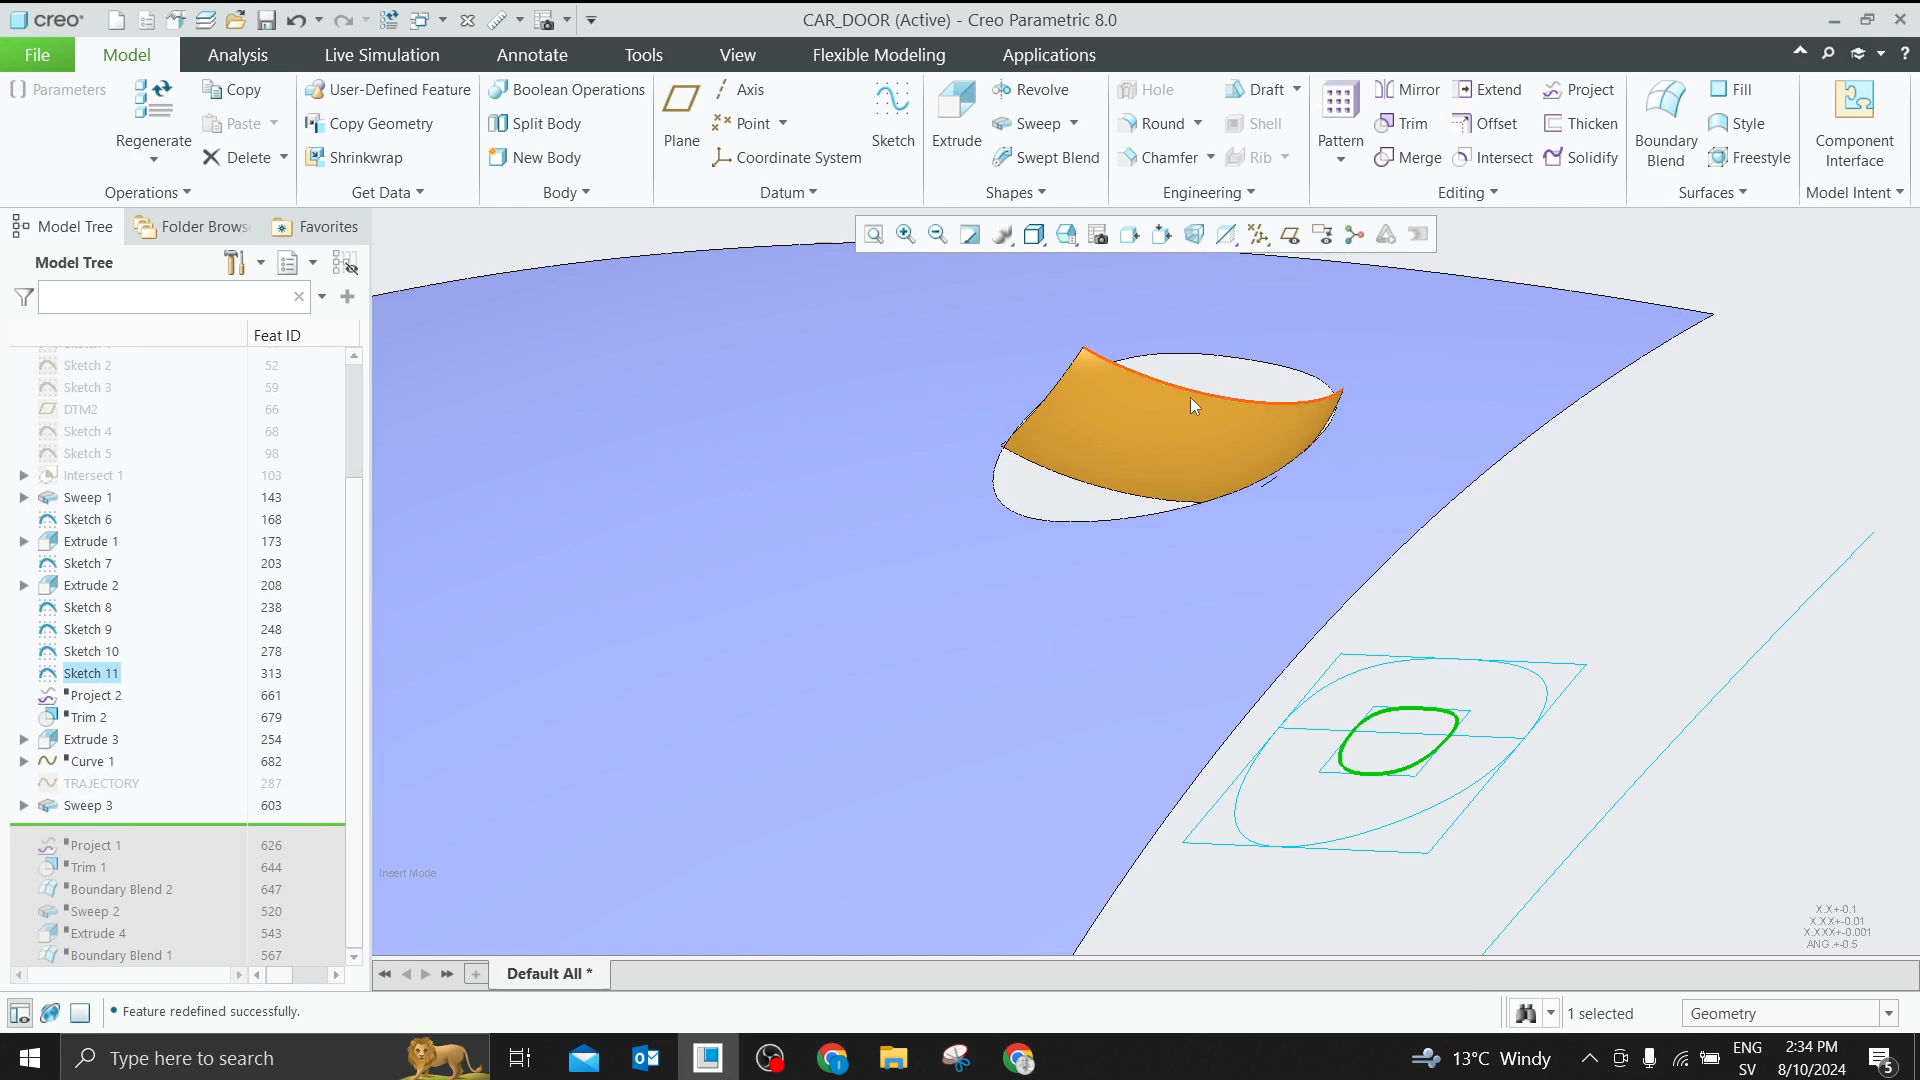 creo
CAR_DOOR (Active) - Creo Parametric 8.0
File
Model
Analysis
Live Simulation
Annotate
Tools
View
Flexible Modeling
Applications
Parameters
Regenerate
Copy
Paste
Delete
Operations
User-Defined Feature
Copy Geometry
Shrinkwrap
Get Data
Boolean Operations
Split Body
New Body
Body
Plane
Axis
Point
Coordinate System
Sketch
Datum
Extrude
Revolve
Sweep
Swept Blend
Shapes
Hole
Round
Chamfer
Draft
Shell
Rib
Engineering
Pattern
Mirror
Trim
Merge
Extend
Offset
Intersect
Project
Thicken
Solidify
Editing
Boundary
Blend
Fill
Style
Freestyle
Surfaces
Component
Interface
Model Intent
Model Tree
Folder Brows
Favorites
Model Tree
Feat ID
Sketch 2 52
Sketch 3 59
DTM2 66
Sketch 4 68
Sketch 5 98
Intersect 1 103
Sweep 1 143
Sketch 6 168
Extrude 1 173
Sketch 7 203
Extrude 2 208
Sketch 8 238
Sketch 9 248
Sketch 10 278
Sketch 11 313
Project 2 661
Trim 2 679
Extrude 3 254
Curve 1 682
TRAJECTORY 287
Sweep 3 603
Project 1 626
Trim 1 644
Boundary Blend 2 647
Sweep 2 520
Extrude 4 543
Boundary Blend 1 567
Insert Mode
X.X+-0.1
X.XX+-0.01
X.XXX+-0.001
ANG.+-0.5
Default All *
Feature redefined successfully.
1 selected
Geometry
Type here to search
13°C Windy
ENG
SV
2:34 PM
8/10/2024
5